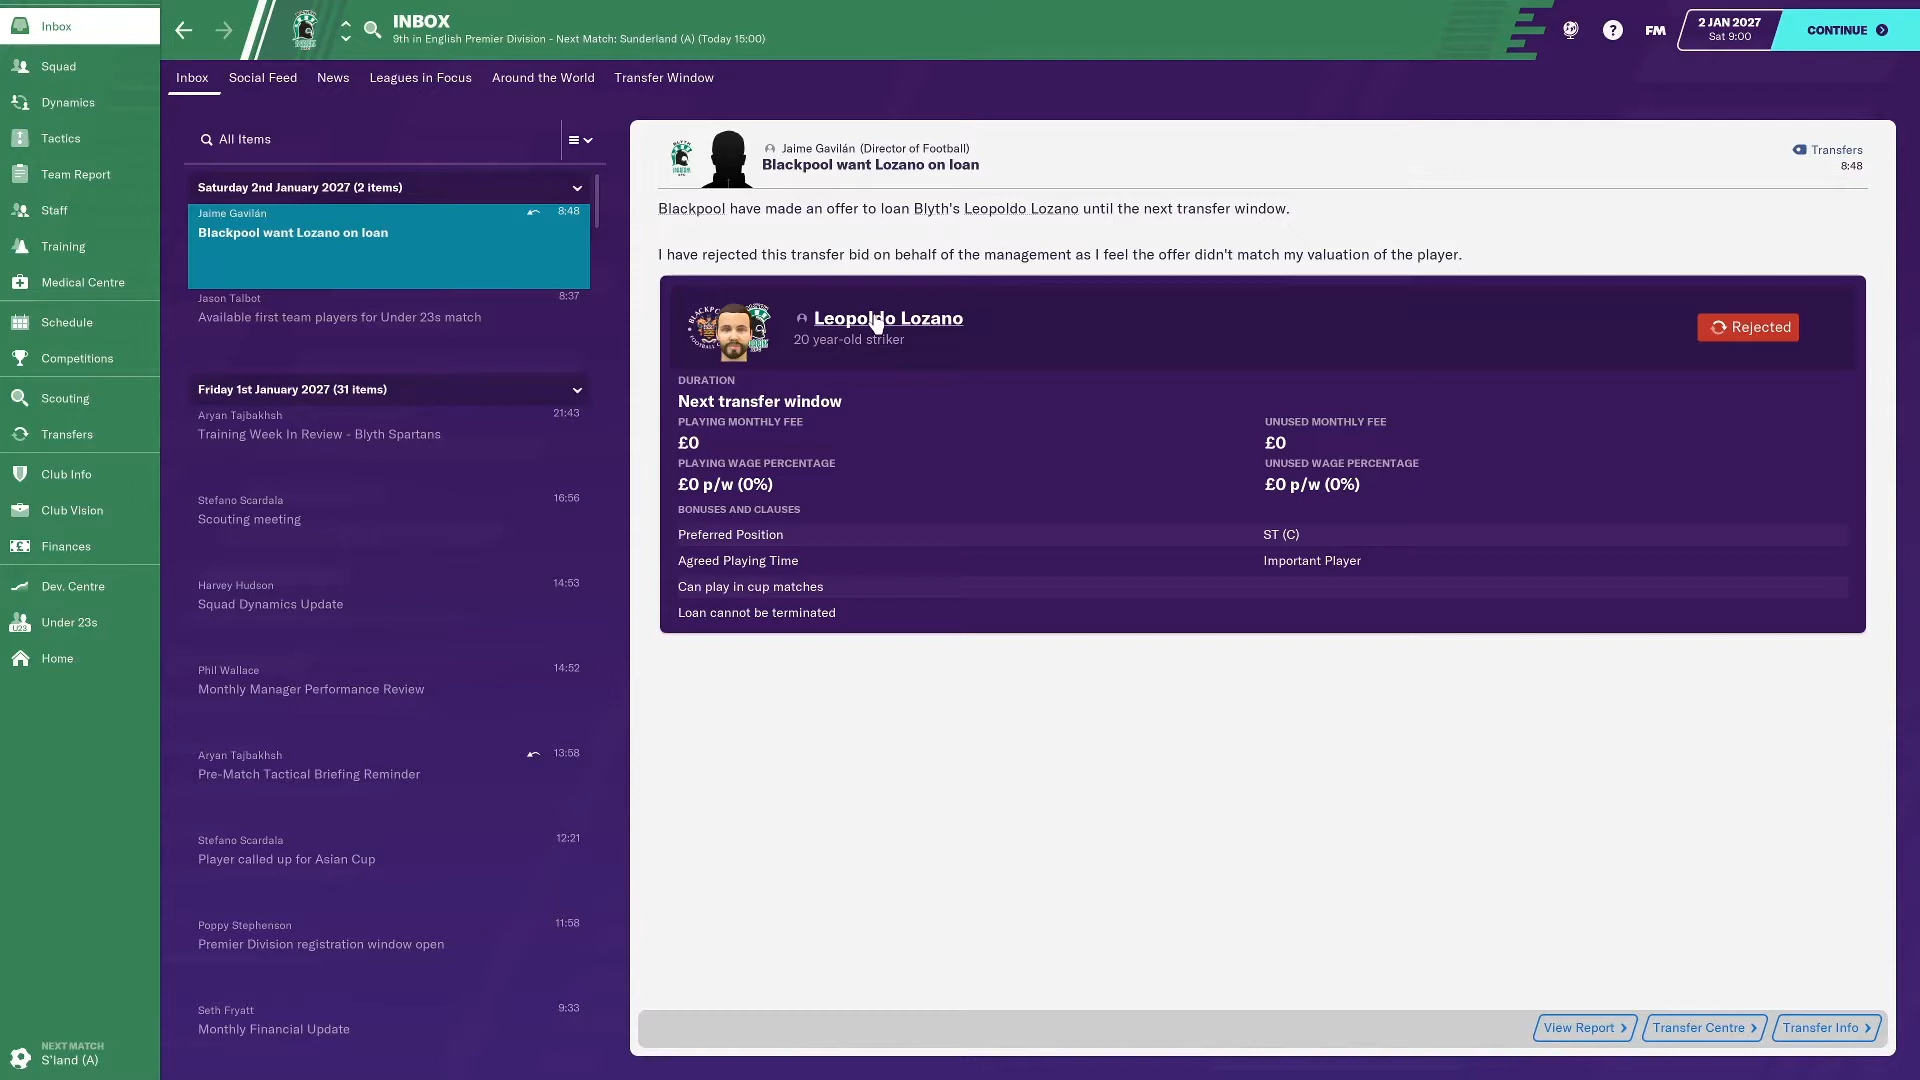 Inbox
Squad
Dynamics
Tactics
Team Report
Staff
Training
Medical Centre
Schedule
Competitions
Scouting
Transfers
Club Info
Club Vision
Finances
Dev. Centre
U23
Under 23s
Home
NEXT MATCH
S'land (A)
INBOX
9th in English Premier Division - Next Match: Sunderland (A) (Today 15:00)
?
FM
2 JAN 2027
Sat 9:00
CONTINUE
Inbox Social Feed News Leagues in Focus Around the World Transfer Window
All Items
Saturday 2nd January 2027 (2 items)
Jaime Gavilán 8:48
Blackpool want Lozano on loan
Jason Talbot 8:37
Available first team players for Under 23s match
Friday 1st January 2027 (31 items)
Aryan Tajbakhsh 21:43
Training Week In Review - Blyth Spartans
Stefano Scardala 16:56
Scouting meeting
Harvey Hudson 14:53
Squad Dynamics Update
Phil Wallace 14:52
Monthly Manager Performance Review
Aryan Tajbakhsh 13:58
Pre-Match Tactical Briefing Reminder
Stefano Scardala 12:21
Player called up for Asian Cup
Poppy Stephenson 11:58
Premier Division registration window open
Seth Fryatt 9:33
Monthly Financial Update
Jaime Gavilán (Director of Football)
Blackpool want Lozano on loan
Transfers
8:48
Blackpool have made an offer to loan Blyth's Leopoldo Lozano until the next transfer window.
I have rejected this transfer bid on behalf of the management as I feel the offer didn't match my valuation of the player.
Leopoldo Lozano
20 year-old striker
Rejected
DURATION
Next transfer window
PLAYING MONTHLY FEE UNUSED MONTHLY FEE
£0 £0
PLAYING WAGE PERCENTAGE UNUSED WAGE PERCENTAGE
£0 p/w (0%) £0 p/w (0%)
BONUSES AND CLAUSES
Preferred Position ST (C)
Agreed Playing Time Important Player
Can play in cup matches
Loan cannot be terminated
View Report Transfer Centre Transfer Info